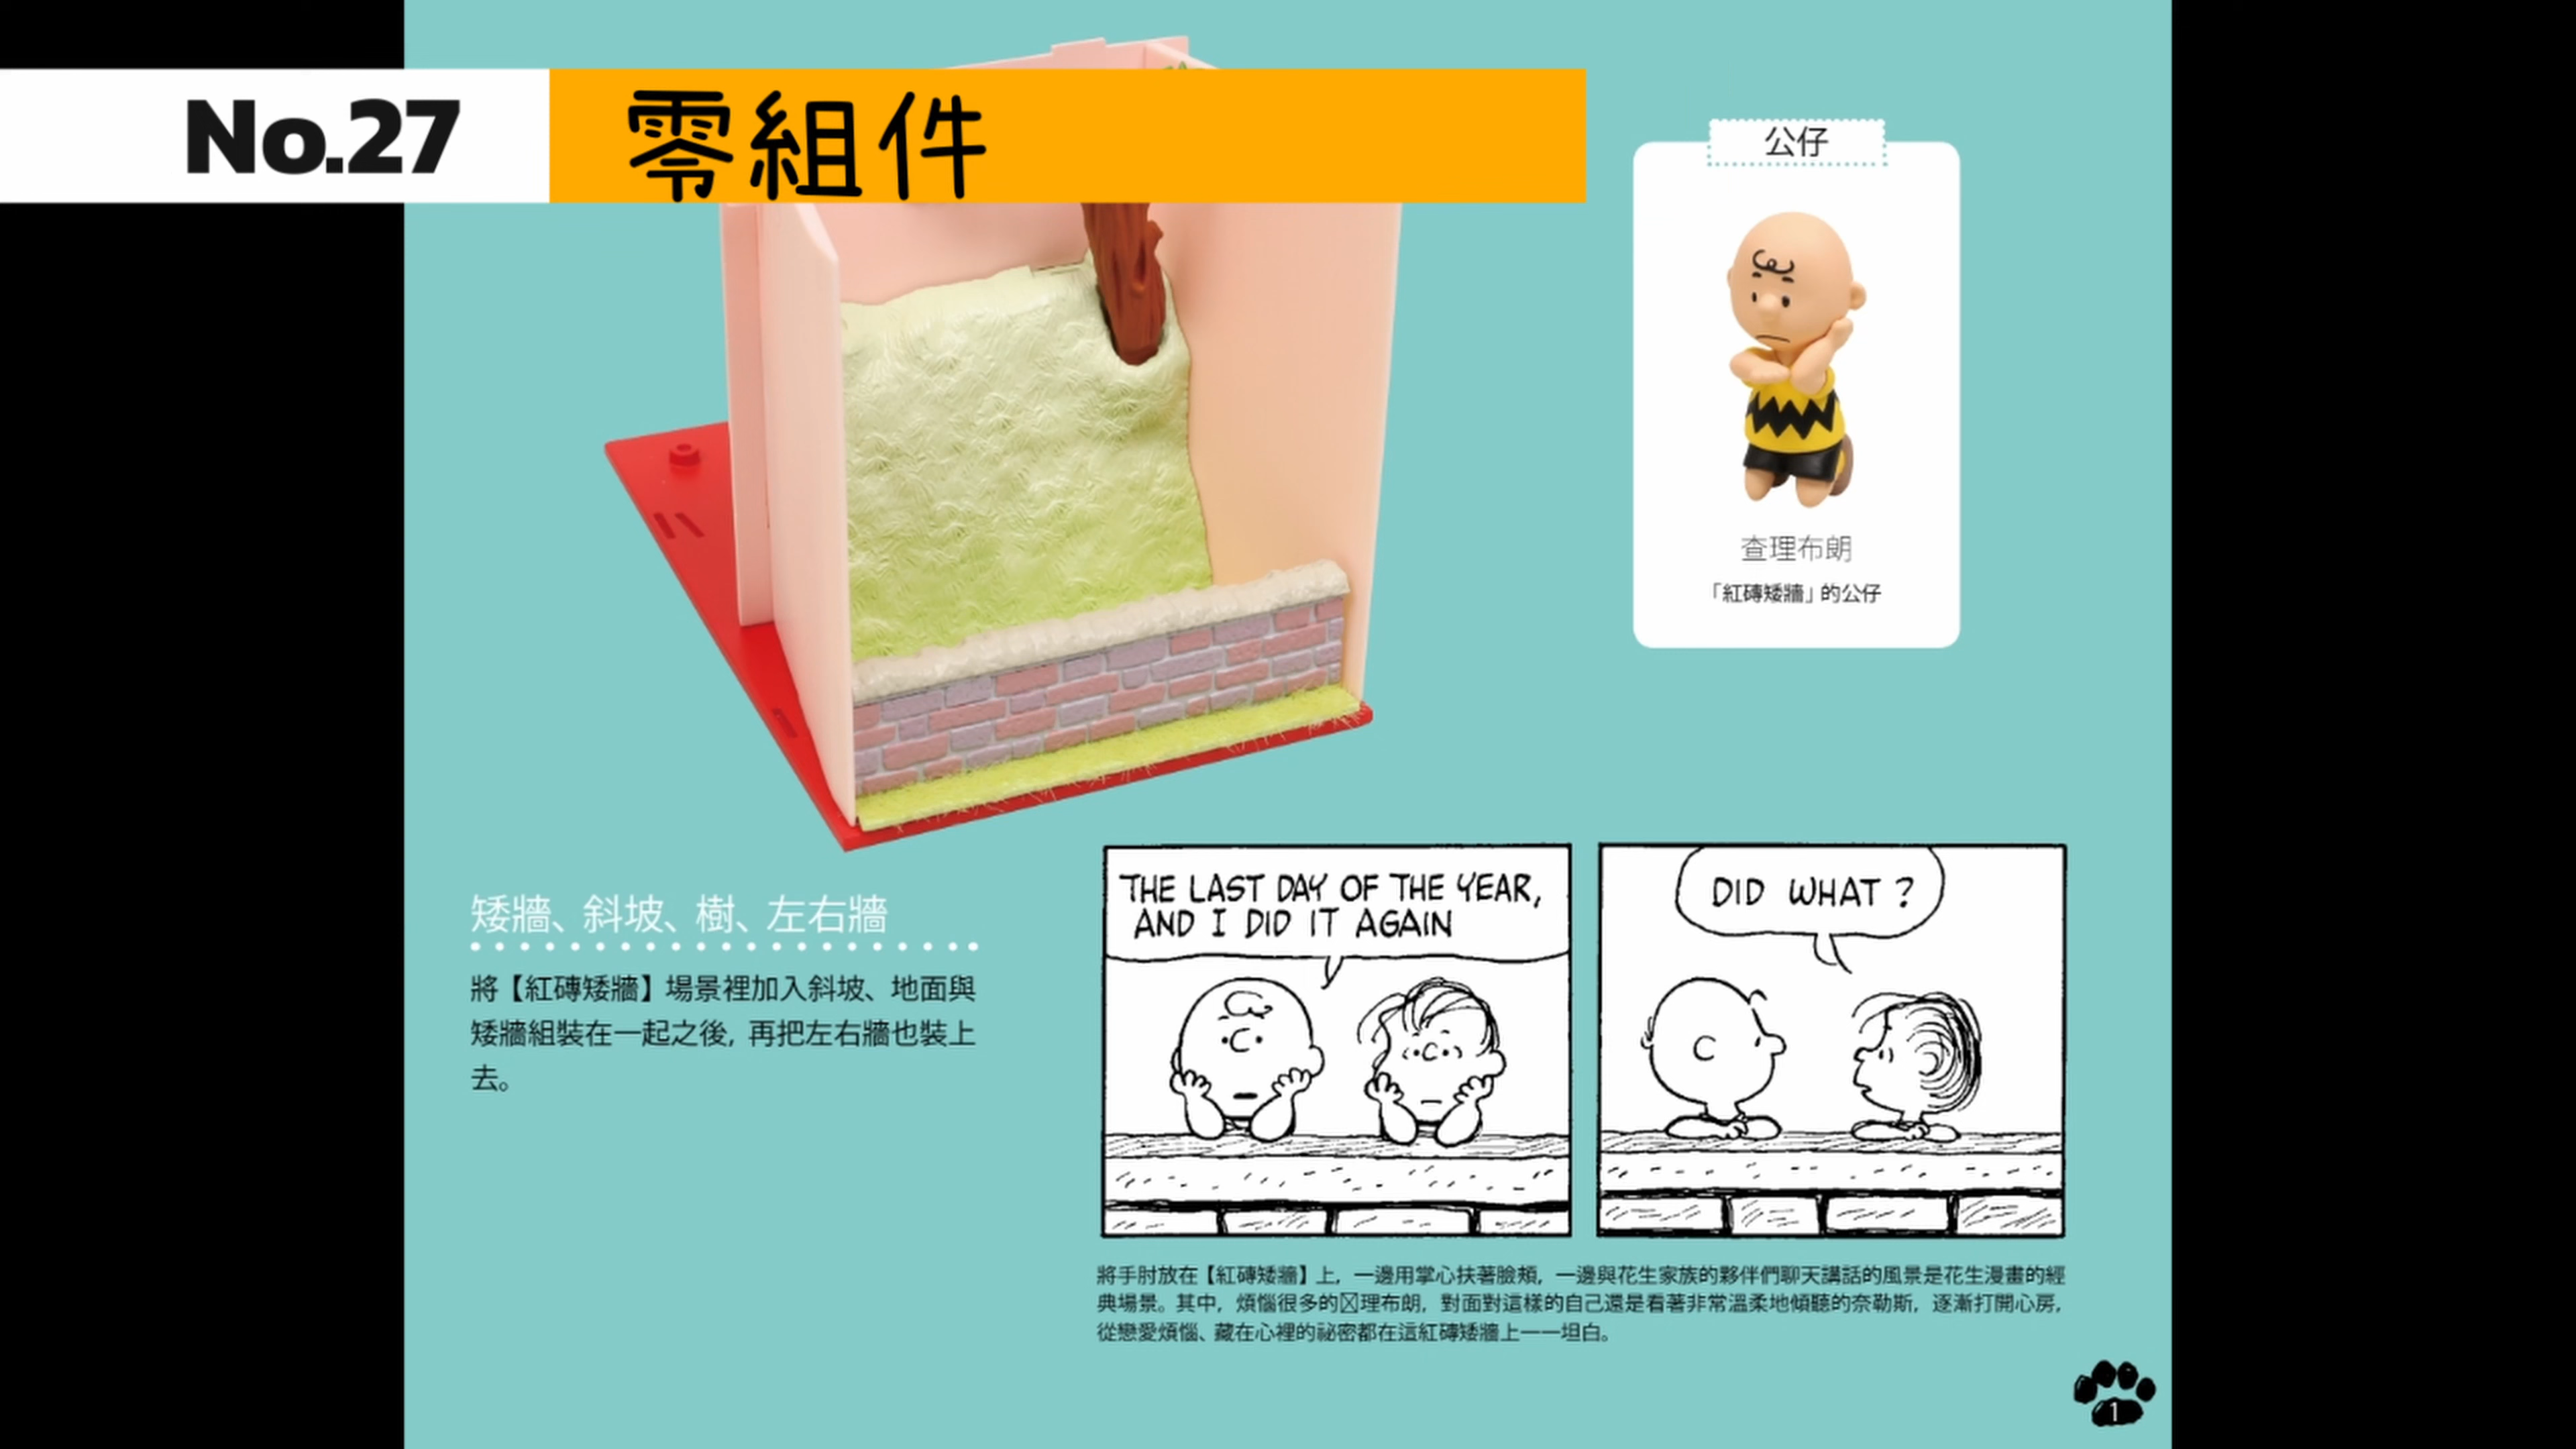 No.27
零組件
公仔
查理布朗
「紅磚矮牆」的公仔
矮牆、斜坡、樹、左右牆
將【紅磚矮牆】場景裡加入斜坡、地面與
矮牆組裝在一起之後, 再把左右牆也裝上
去。
THE LAST DAY OF THE YEAR,
AND I DID IT AGAIN
DID WHAT?
將手肘放在【紅磚矮牆】上, 一邊用掌心扶著臉頰, 一邊與花生家族的夥伴們聊天講話的風景是花生漫畫的經
典場景。其中, 煩惱很多的☒理布朗, 對面對這樣的自己還是看著非常溫柔地傾聽的奈勒斯, 逐漸打開心房,
從戀愛煩惱、藏在心裡的祕密都在這紅磚矮牆上一一坦白。
1